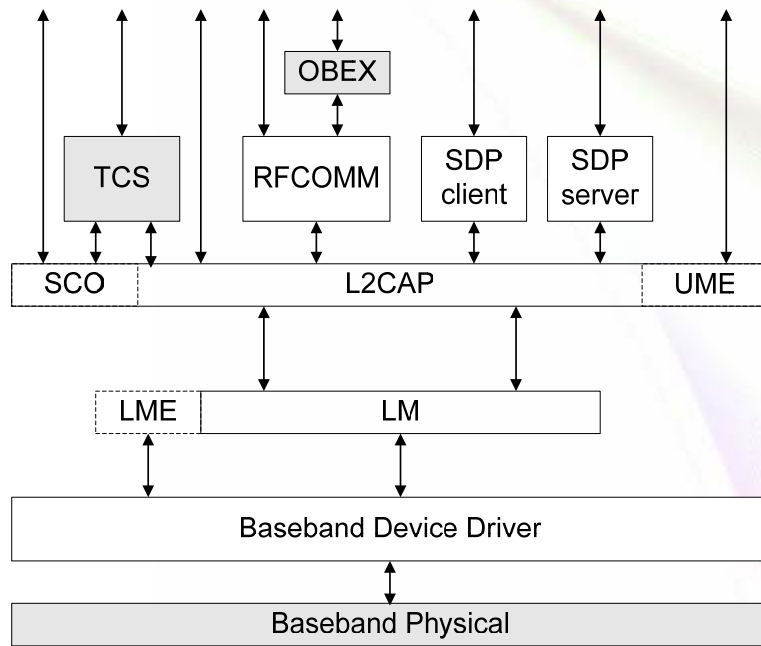 OBEX
TCS
RFCOMM
SDP
client
SDP
server
SCO
L2CAP
UME
LME
LM
Baseband Device Driver
Baseband Physical